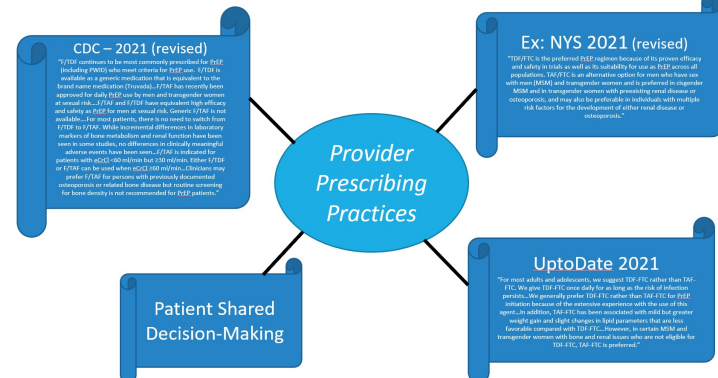 CDC – 2021 (revised)
"F/TDF continues to be most commonly prescribed for PrEP
(including PWID) who meet criteria for PrEP use. F/TDF is
available as a generic medication that is equivalent to the
brand name medication (Truvada)...F/TAF has recently been
approved for daily PrEP use by men and transgender women
at sexual risk....F/TAF and F/TDF have equivalent high efficacy
and safety as PrEP for men at sexual risk. Generic F/TAF is not
available....For most patients, there is no need to switch from
F/TDF to F/TAF. While incremental differences in laboratory
markers of bone metabolism and renal function have been
seen in some studies, no differences in clinically meaningful
adverse events have been seen...F/TAF is indicated for
patients with eCrCl <60 ml/min but ≥30 ml/min. Either F/TDF
or F/TAF can be used when eCrCl ≥60 ml/min...Clinicians may
prefer F/TAF for persons with previously documented
osteoporosis or related bone disease but routine screening
for bone density is not recommended for PrEP patients."
Ex: NYS 2021 (revised)
"TDF/FTC is the preferred PrEP regimen because of its proven efficacy
and safety in trials as well as its suitability for use as PrEP across all
populations. TAF/FTC is an alternative option for men who have sex
with men (MSM) and transgender women and is preferred in cisgender
MSM and in transgender women with preexisting renal disease or
osteoporosis, and may also be preferable in individuals with multiple
risk factors for the development of either renal disease or
osteoporosis."
Provider
Prescribing
Practices
Patient Shared
Decision-Making
UptoDate 2021
"For most adults and adolescents, we suggest TDF-FTC rather than TAF-
FTC. We give TDF-FTC once daily for as long as the risk of infection
persists...We generally prefer TDF-FTC rather than TAF-FTC for PrEP
initiation because of the extensive experience with the use of this
agent...In addition, TAF-FTC has been associated with mild but greater
weight gain and slight changes in lipid parameters that are less
favorable compared with TDF-FTC...However, in certain MSM and
transgender women with bone and renal issues who are not eligible for
TDF-FTC, TAF-FTC is preferred."